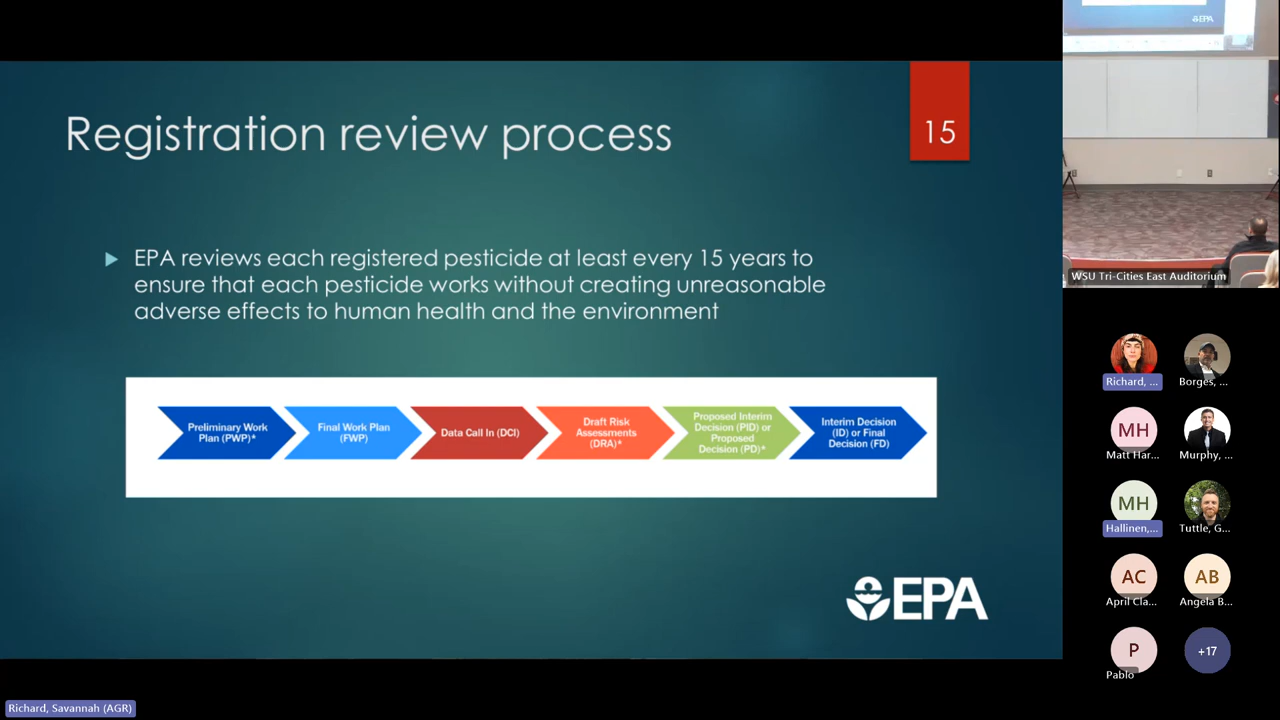 Registration review process
15
EPA reviews each registered pesticide at least every 15 years to
ensure that each pesticide works without creating unreasonable
adverse effects to human health and the environment
Preliminary Work
Plan (PWP)*
Final Work Plan
(FWP)
Data Call In (DCI)
Draft Risk
Assessments
(DRA)*
Proposed Interim
Decision (PID) or
Proposed
Decision (PD)*
Interim Decision
(ID) or Final
Decision (FD)
EPA
EPA
WSU Tri-Cities East Auditorium
Richard, ...
Borges, ...
MH
Matt Har...
Murphy, ...
MH
Hallinen,...
Tuttle, G...
AC
April Cla...
AB
Angela B...
P
Pablo
+17
Richard, Savannah (AGR)